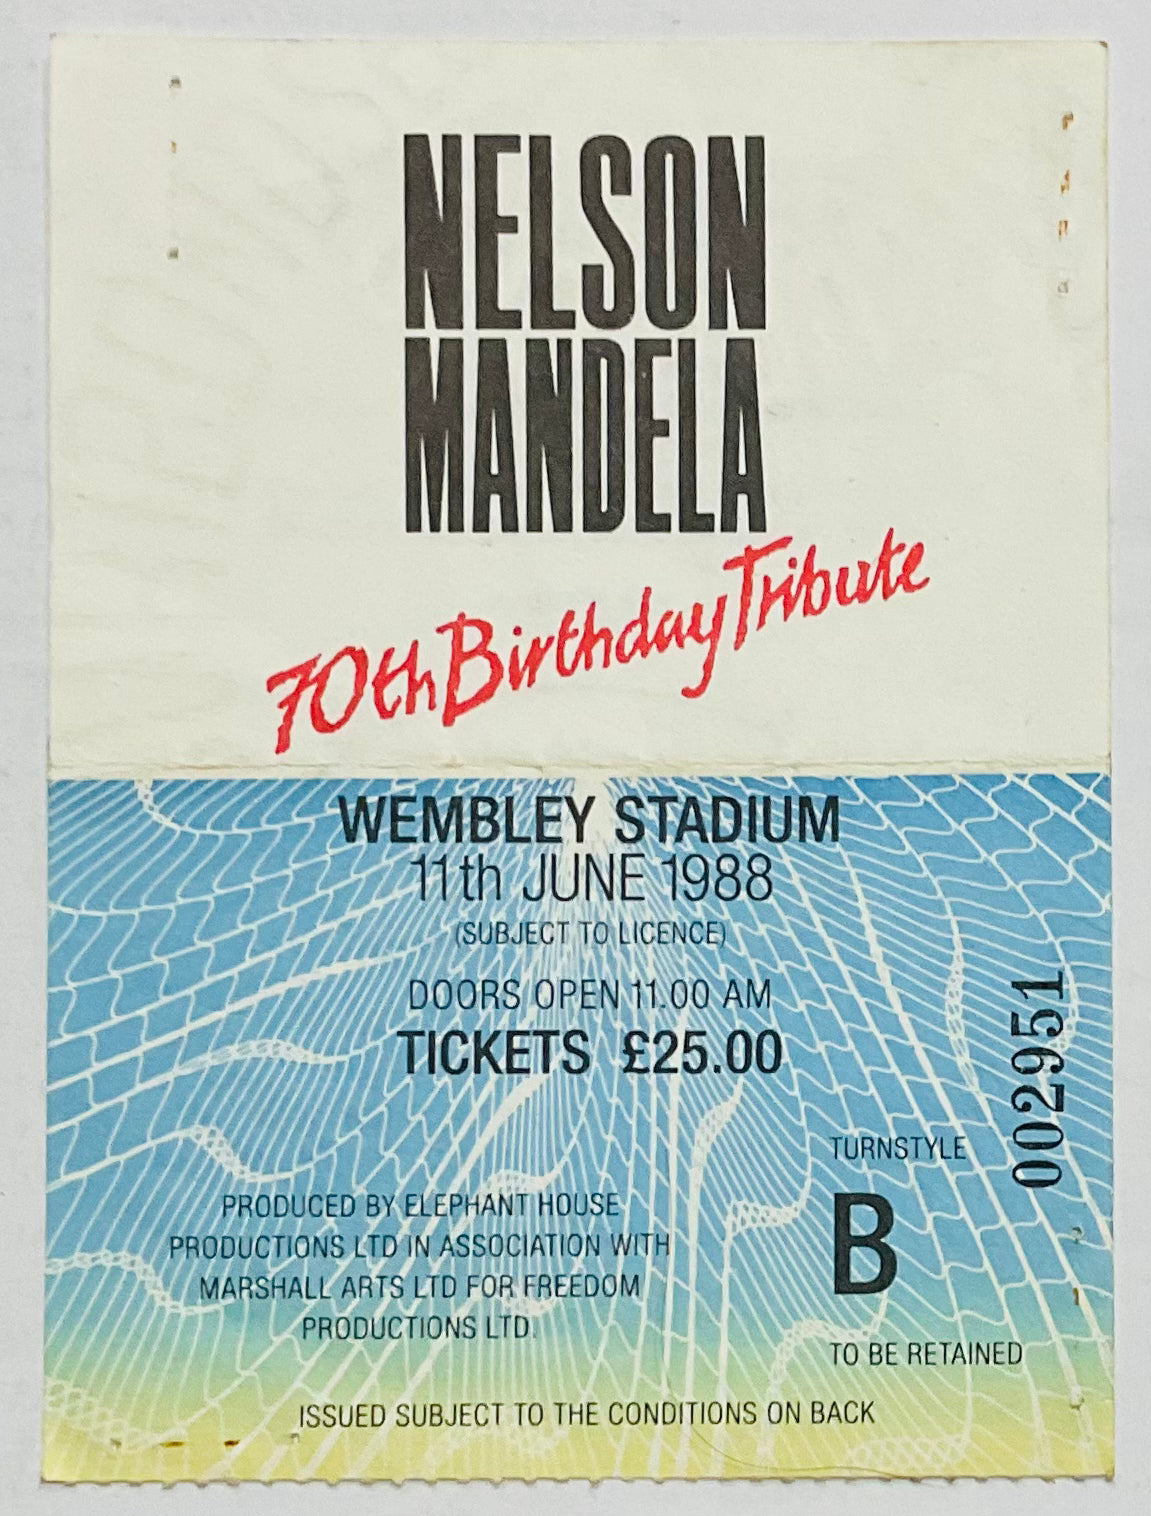 NELSON
MANDELA
70th Birthday Tribute
WEMBLEY STADIUM
11th JUNE 1988
(SUBJECT TO LICENCE)
DOORS OPEN 11.00 AM
TICKETS £25.00
002951
TURNSTYLE
B
TO BE RETAINED
PRODUCED BY ELEPHANT HOUSE
PRODUCTIONS LTD IN ASSOCIATION WITH
MARSHALL ARTS LTD FOR FREEDOM
PRODUCTIONS LTD.
ISSUED SUBJECT TO THE CONDITIONS ON BACK